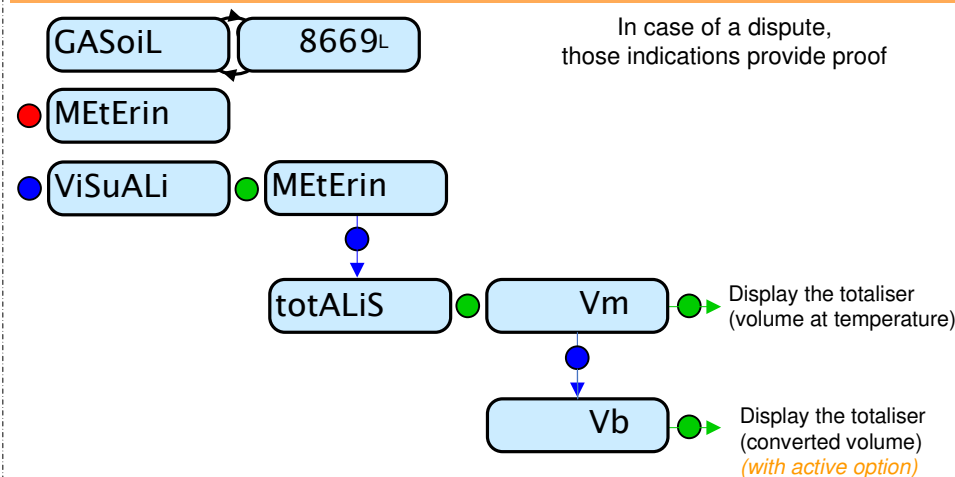 GASoiL 8669L
In case of a dispute,
those indications provide proof
MEtErin
ViSuALi MEtErin
totALiS Vm
Display the totaliser
(volume at temperature)
Vb
Display the totaliser
(converted volume)
(with active option)